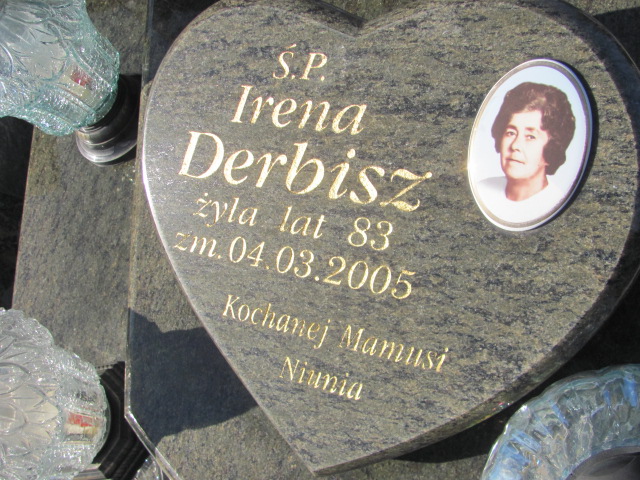 Ś.P.
Irena
Derbisz
żyła lat 83
zm.04.03.2005
Kochanej Mamusi
Niunia